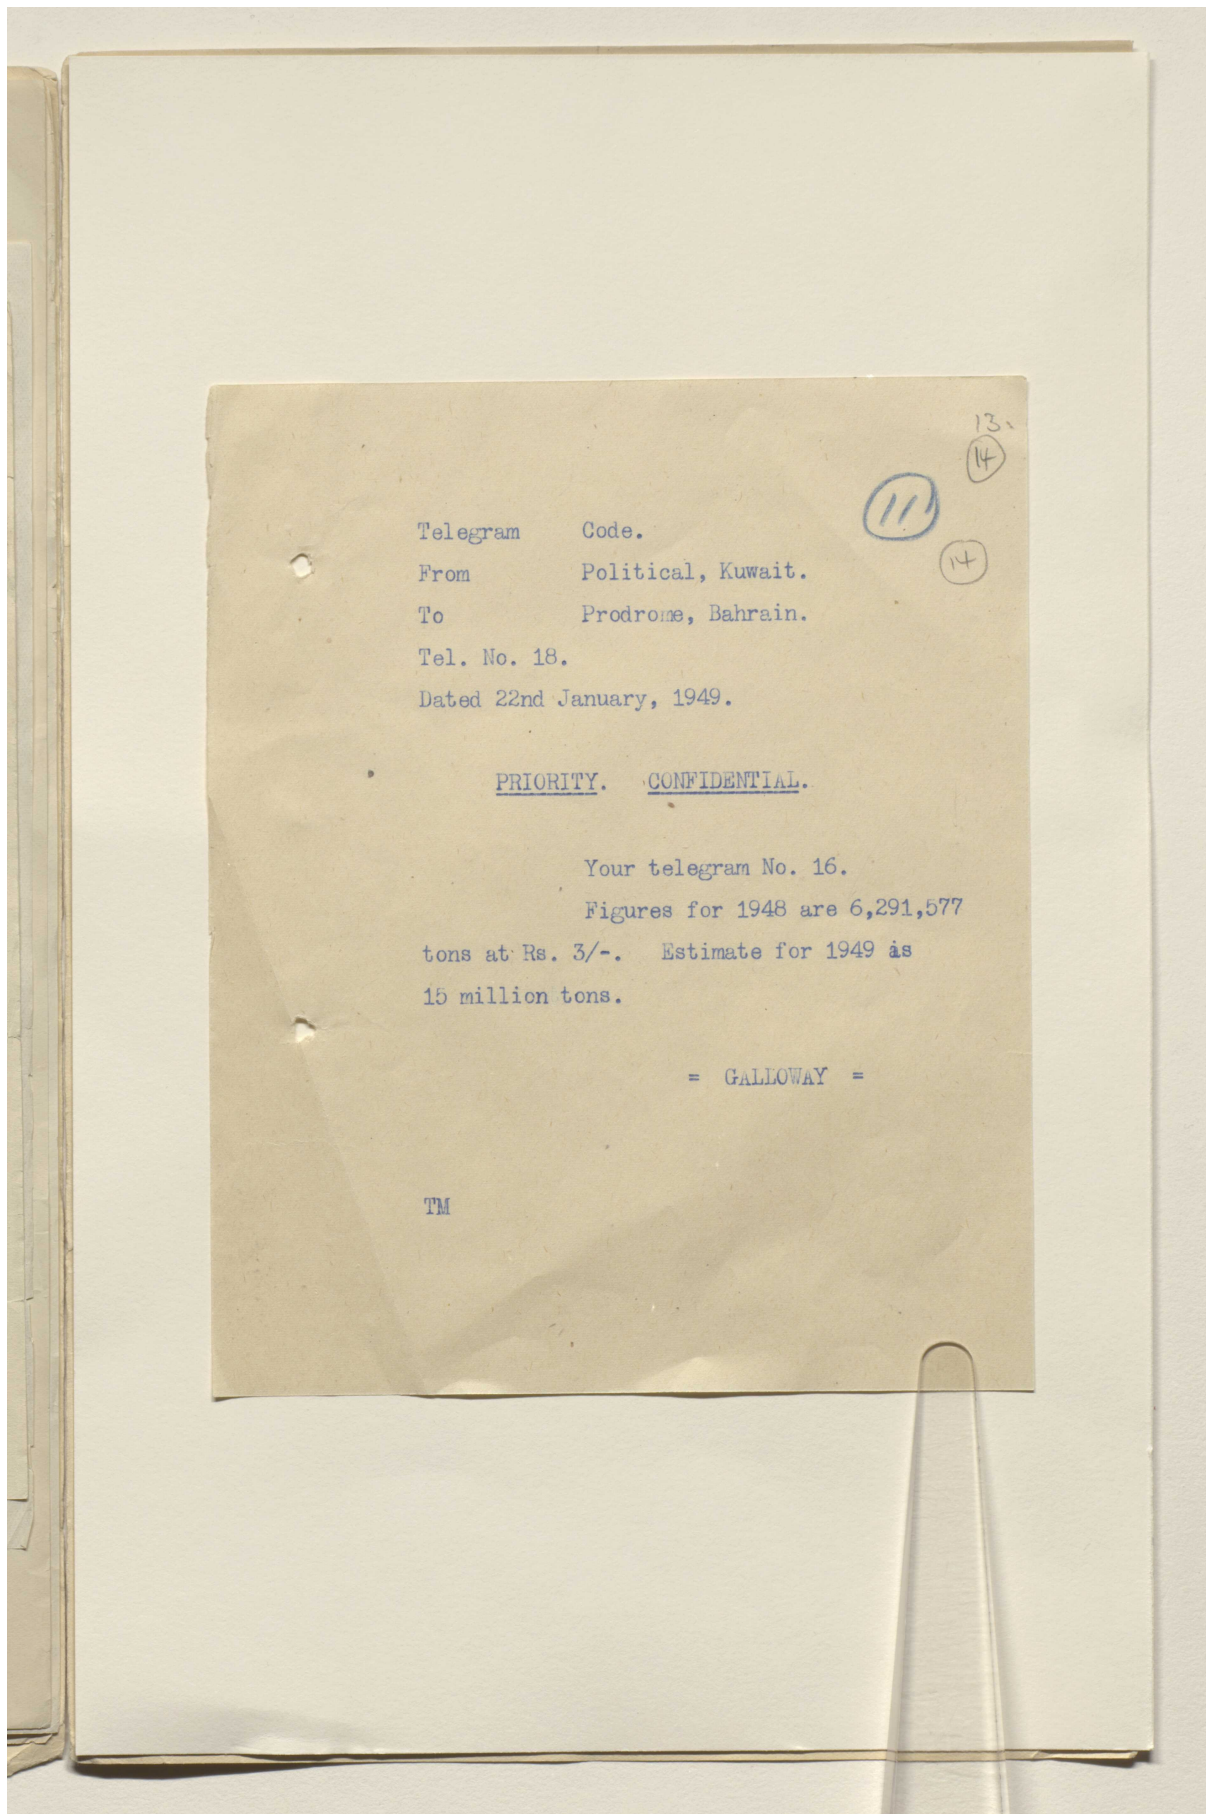 13.
14
11
14
Telegram Code.
From Political, Kuwait.
To Prodrome, Bahrain.
Tel. No. 18.
Dated 22nd January, 1949.
PRIORITY. CONFIDENTIAL.
Your telegram No. 16.
Figures for 1948 are 6,291,577
tons at Rs. 3/-. Estimate for 1949 is
15 million tons.
= GALLOWAY =
TM